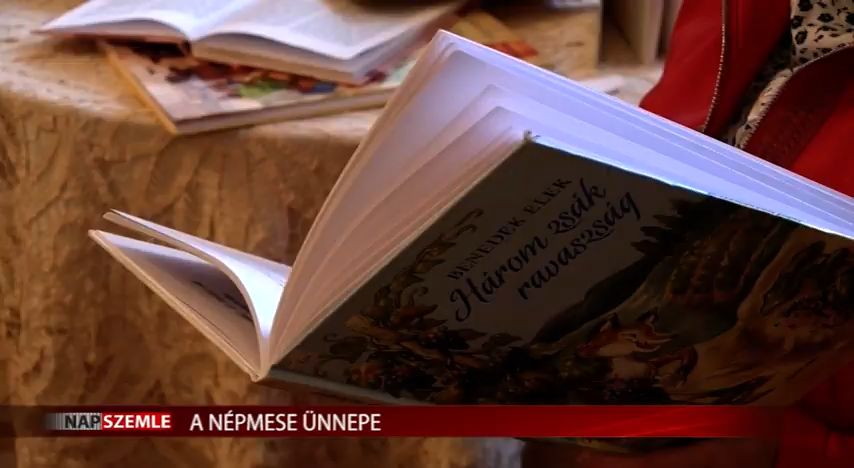 BENEDEK ELEK
Három zsák
ravaszság
NAPSZEMLE A NÉPMESE ÜNNEPE